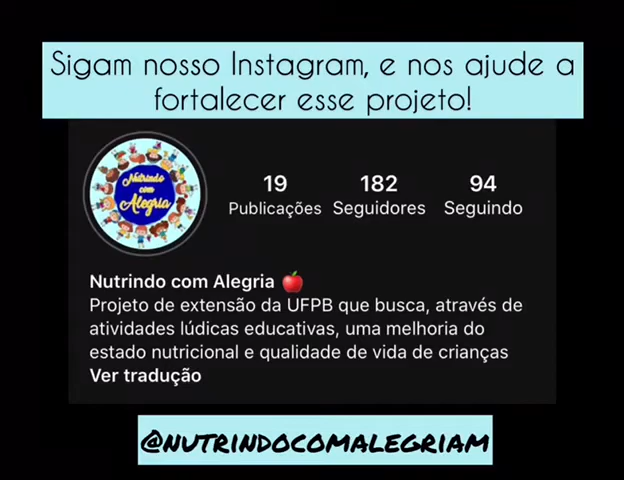 Sigam nosso Instagram, e nos ajude a
fortalecer esse projeto!
Nutrindo
com
Alegria
19
182
94
Publicações
Seguidores
Seguindo
Nutrindo com Alegria
Projeto de extensão da UFPB que busca, através de
atividades lúdicas educativas, uma melhoria do
estado nutricional e qualidade de vida de crianças
Ver tradução
@NUTRINDOCOMALEGRIAM